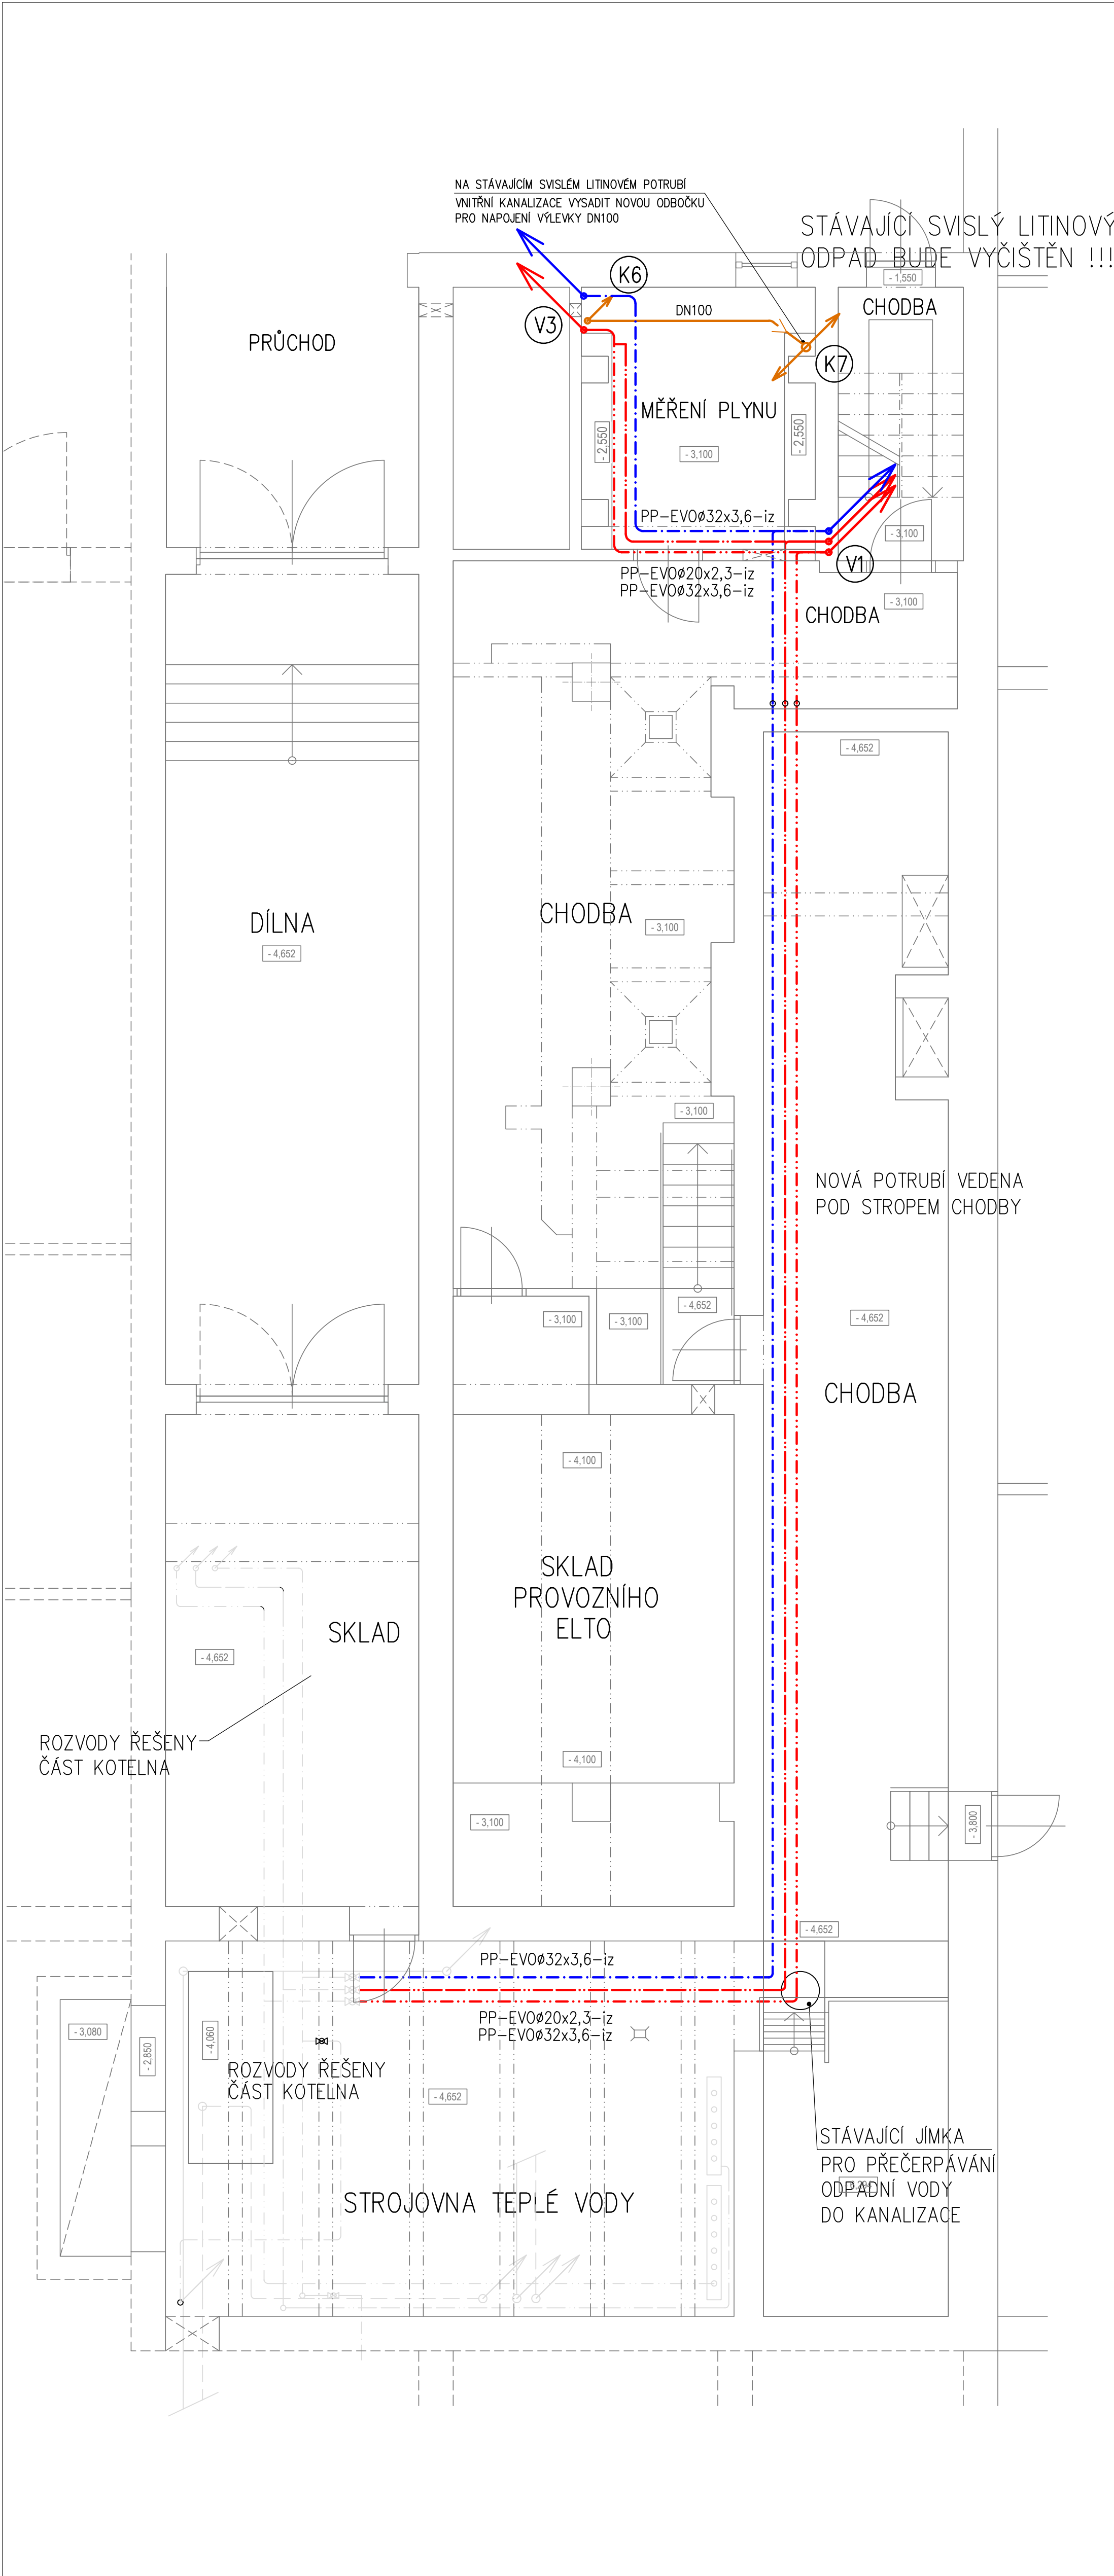 NA STÁVAJÍCÍM SVISLÉM LITINOVÉM POTRUBÍ
VNITŘNÍ KANALIZACE VYSADIT NOVOU ODBOČKU
PRO NAPOJENÍ VÝLEVKY DN100
STÁVAJÍCÍ SVISLÝ LITINOVÝ
ODPAD BUDE VYČIŠTĚN !!!
K6
- 1,550
CHODBA
DN100
V3
PRŮCHOD
K7
MĚŘENÍ PLYNU
- 2,550
- 2,550
- 3,100
PP-EVOø32x3,6-iz
- 3,100
V1
PP-EVOø20x2,3-iz
PP-EVOø32x3,6-iz
- 3,100
CHODBA
- 4,652
DÍLNA
- 4,652
CHODBA
- 3,100
- 3,100
NOVÁ POTRUBÍ VEDENA
POD STROPEM CHODBY
- 4,652
- 3,100
- 3,100
- 4,652
CHODBA
- 4,100
SKLAD
PROVOZNÍHO
ELTO
SKLAD
- 4,652
ROZVODY ŘEŠENY
ČÁST KOTELNA
- 4,100
- 3,100
- 3,800
- 4,652
PP-EVOø32x3,6-iz
PP-EVOø20x2,3-iz
PP-EVOø32x3,6-iz
- 3,080
- 2,850
- 4,060
ROZVODY ŘEŠENY
ČÁST KOTELNA
- 4,652
STÁVAJÍCÍ JÍMKA
PRO PŘEČERPÁVÁNÍ
ODPADNÍ VODY
DO KANALIZACE
STROJOVNA TEPLÉ VODY